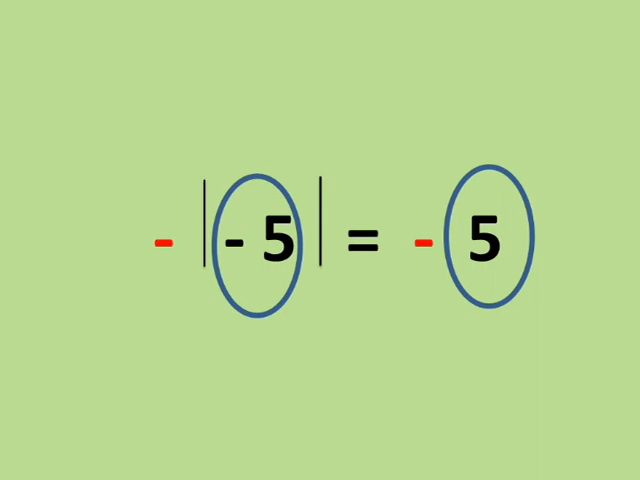 - |- 5| = - 5